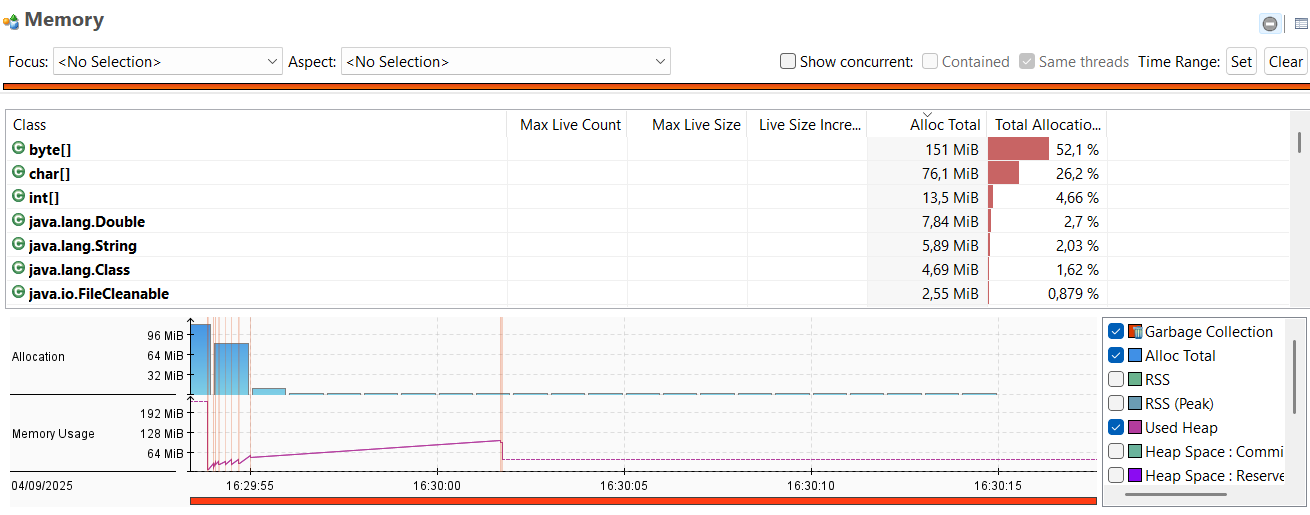 Memory
Focus: <No Selection> Aspect: <No Selection> Show concurrent: Contained Same threads Time Range: Set Clear
Class Max Live Count Max Live Size Live Size Incre... Alloc Total Total Allocatio...
byte[] 151 MiB 52,1 %
char[] 76,1 MiB 26,2 %
int[] 13,5 MiB 4,66 %
java.lang.Double 7,84 MiB 2,7 %
java.lang.String 5,89 MiB 2,03 %
java.lang.Class 4,69 MiB 1,62 %
java.io.FileCleanable 2,55 MiB 0,879 %
Allocation
96 MiB
64 MiB
32 MiB
Memory Usage
192 MiB
128 MiB
64 MiB
04/09/2025 16:29:55 16:30:00 16:30:05 16:30:10 16:30:15
Garbage Collection
Alloc Total
RSS
RSS (Peak)
Used Heap
Heap Space : Commi
Heap Space : Reserve